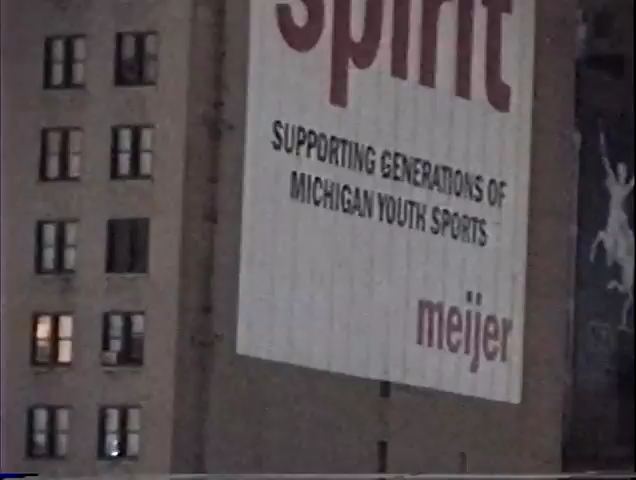 spirit
SUPPORTING GENERATIONS OF
MICHIGAN YOUTH SPORTS
meijer